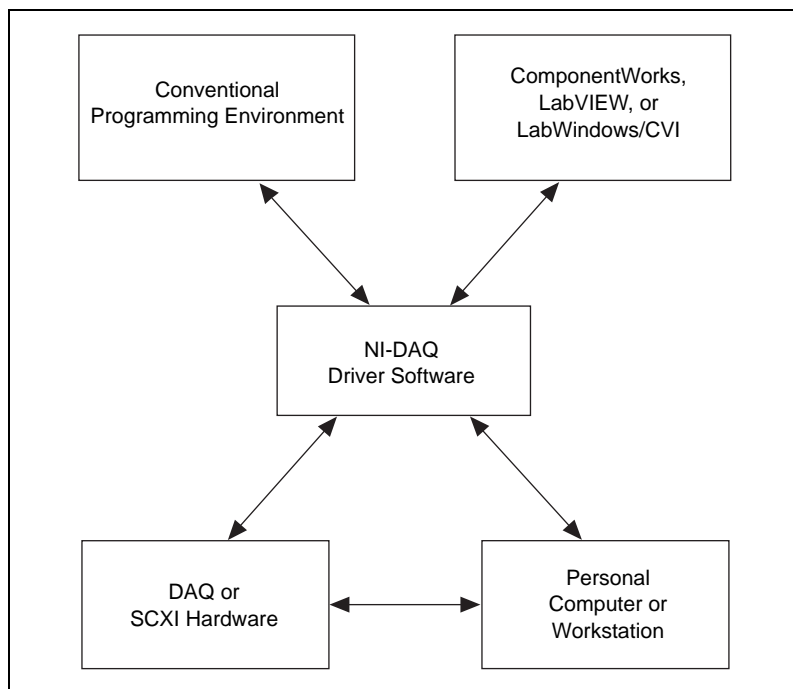 Conventional
Programming Environment
ComponentWorks,
LabVIEW, or
LabWindows/CVI
NI-DAQ
Driver Software
DAQ or
SCXI Hardware
Personal
Computer or
Workstation